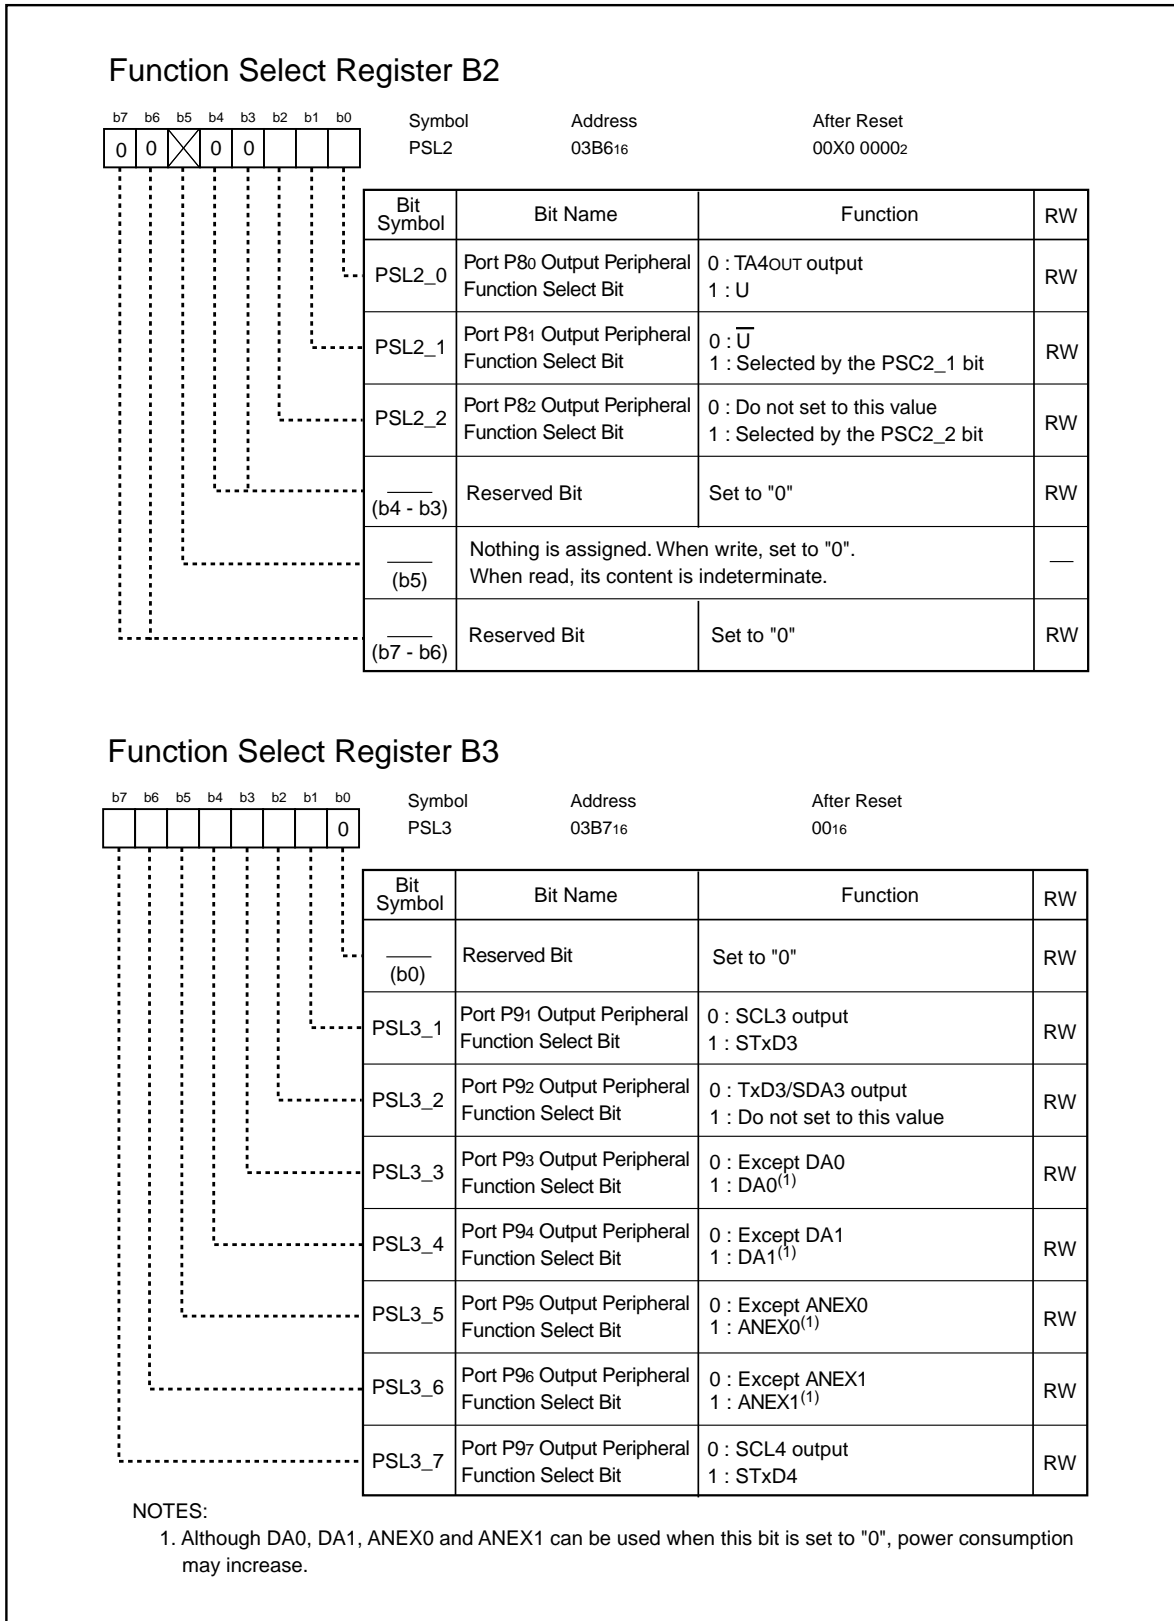 Function Select Register B2
b7 b6 b5 b4 b3 b2 b1 b0
Symbol Address After Reset
0 0 0 0
PSL2 03B616 00X0 00002
Bit Symbol Bit Name Function RW
PSL2_0 Port P80 Output Peripheral Function Select Bit
0 : TA4OUT output
1 : U
RW
PSL2_1 Port P81 Output Peripheral Function Select Bit
0 : U̅
1 : Selected by the PSC2_1 bit
RW
PSL2_2 Port P82 Output Peripheral Function Select Bit
0 : Do not set to this value
1 : Selected by the PSC2_2 bit
RW
(b4 - b3) Reserved Bit Set to "0" RW
(b5) Nothing is assigned. When write, set to "0".
When read, its content is indeterminate.
—
(b7 - b6) Reserved Bit Set to "0" RW
Function Select Register B3
b7 b6 b5 b4 b3 b2 b1 b0
Symbol Address After Reset
0
PSL3 03B716 0016
Bit Symbol Bit Name Function RW
(b0) Reserved Bit Set to "0" RW
PSL3_1 Port P91 Output Peripheral Function Select Bit
0 : SCL3 output
1 : STxD3
RW
PSL3_2 Port P92 Output Peripheral Function Select Bit
0 : TxD3/SDA3 output
1 : Do not set to this value
RW
PSL3_3 Port P93 Output Peripheral Function Select Bit
0 : Except DA0
1 : DA0(1)
RW
PSL3_4 Port P94 Output Peripheral Function Select Bit
0 : Except DA1
1 : DA1(1)
RW
PSL3_5 Port P95 Output Peripheral Function Select Bit
0 : Except ANEX0
1 : ANEX0(1)
RW
PSL3_6 Port P96 Output Peripheral Function Select Bit
0 : Except ANEX1
1 : ANEX1(1)
RW
PSL3_7 Port P97 Output Peripheral Function Select Bit
0 : SCL4 output
1 : STxD4
RW
NOTES:
1. Although DA0, DA1, ANEX0 and ANEX1 can be used when this bit is set to "0", power consumption
may increase.